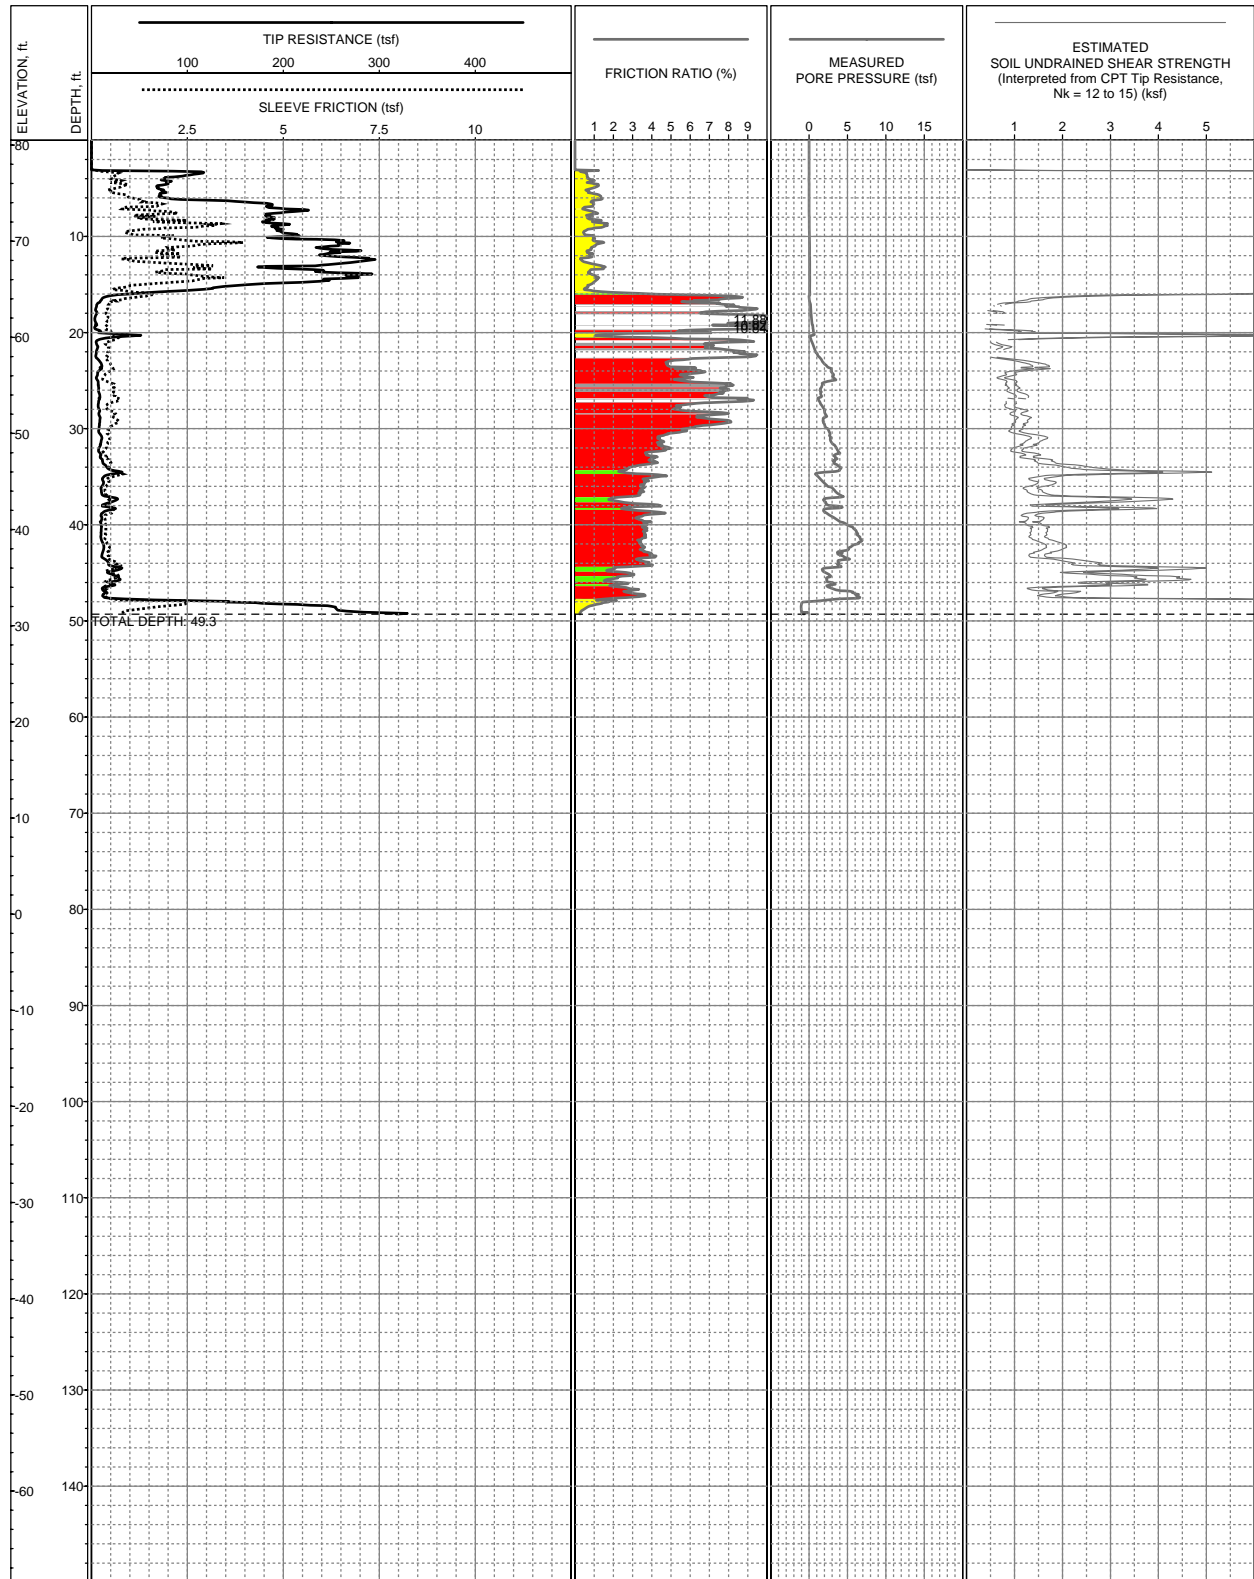 ELEVATION, ft.
DEPTH, ft.
TIP RESISTANCE (tsf)
100 200 300 400
SLEEVE FRICTION (tsf)
2.5 5 7.5 10
FRICTION RATIO (%)
1 2 3 4 5 6 7 8 9
MEASURED
PORE PRESSURE (tsf)
0 5 10 15
ESTIMATED
SOIL UNDRAINED SHEAR STRENGTH
(Interpreted from CPT Tip Resistance,
Nk = 12 to 15) (ksf)
1 2 3 4 5
80
70
10
11.88
60
20
50
30
40
40
30
50
TOTAL DEPTH: 49.3
20
60
10
70
0
80
-10
90
-20
100
-30
110
-40
120
-50
130
-60
140